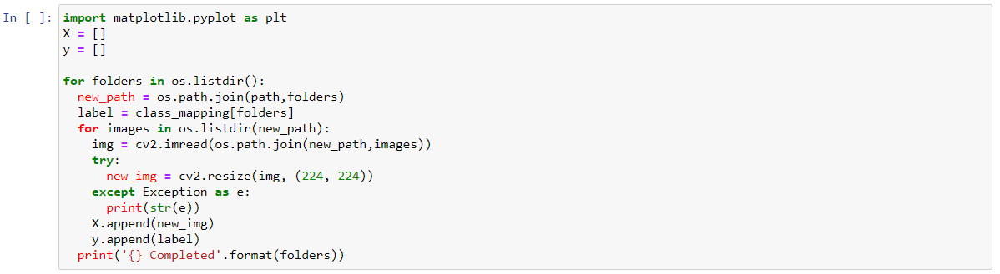 In [ ]: import matplotlib.pyplot as plt
X = []
y = []

for folders in os.listdir():
  new_path = os.path.join(path,folders)
  label = class_mapping[folders]
  for images in os.listdir(new_path):
    img = cv2.imread(os.path.join(new_path,images))
    try:
      new_img = cv2.resize(img, (224, 224))
    except Exception as e:
      print(str(e))
    X.append(new_img)
    y.append(label)
  print('{} Completed'.format(folders))